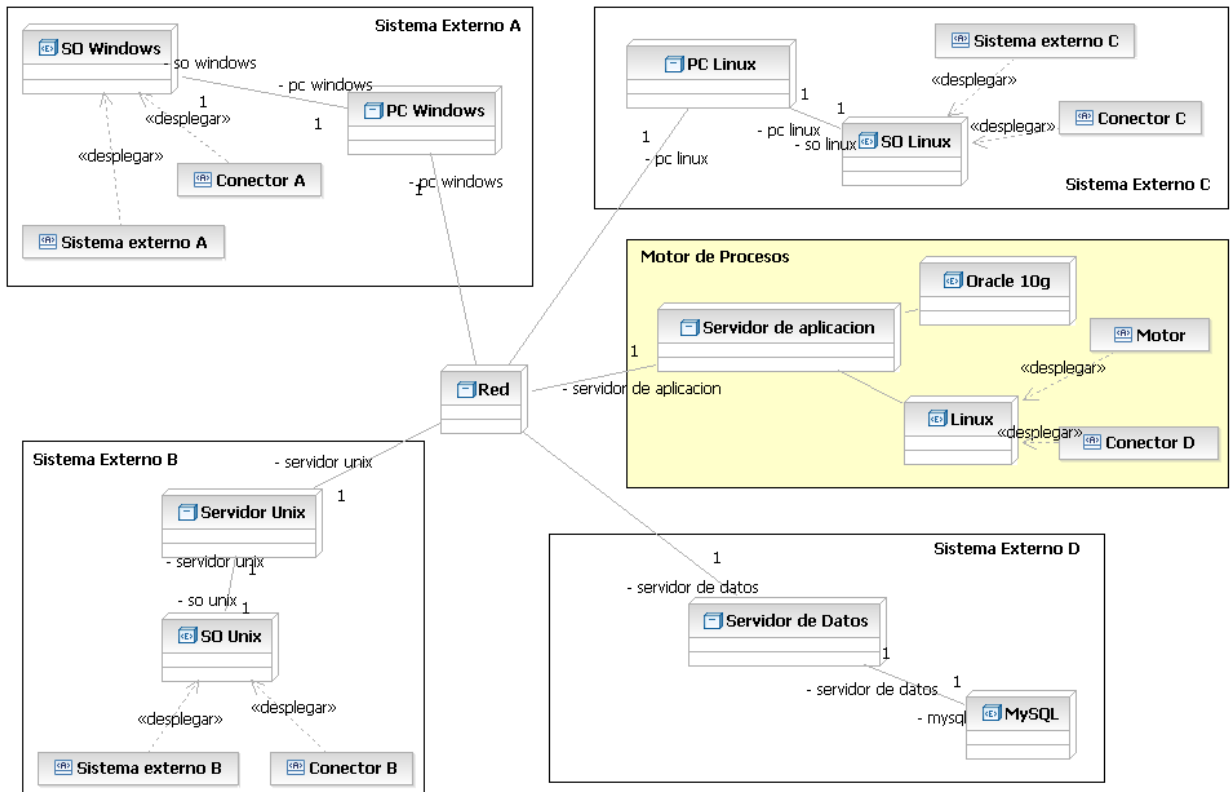 Sistema Externo A
SO Windows
- so windows
- pc windows
1
1
PC Windows
«desplegar»
«desplegar»
Conector A
- pc windows
1
Sistema externo A
PC Linux
Sistema externo C
«desplegar»
1
1
Conector C
- pc linux
- so linux
«desplegar»
SO Linux
1
- pc linux
Sistema Externo C
Motor de Procesos
Oracle 10g
Servidor de aplicacion
Motor
1
«desplegar»
- servidor de aplicacion
Red
Linux
«desplegar»
Conector D
Sistema Externo B
- servidor unix
1
Servidor Unix
- servidor unix
1
- so unix
1
SO Unix
«desplegar»
«desplegar»
Sistema externo B
Conector B
Sistema Externo D
1
- servidor de datos
Servidor de Datos
1
- servidor de datos
1
- mysql
MySQL